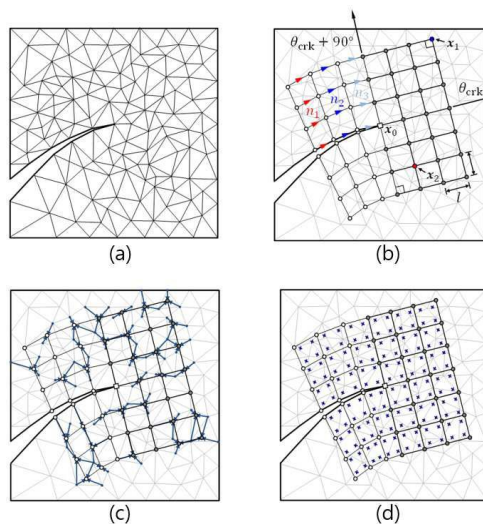 (a)
θcrk + 90°
x₁
θcrk
n₁
n₂
n₃
x₀
x₂
l
l
(b)
(c)
(d)